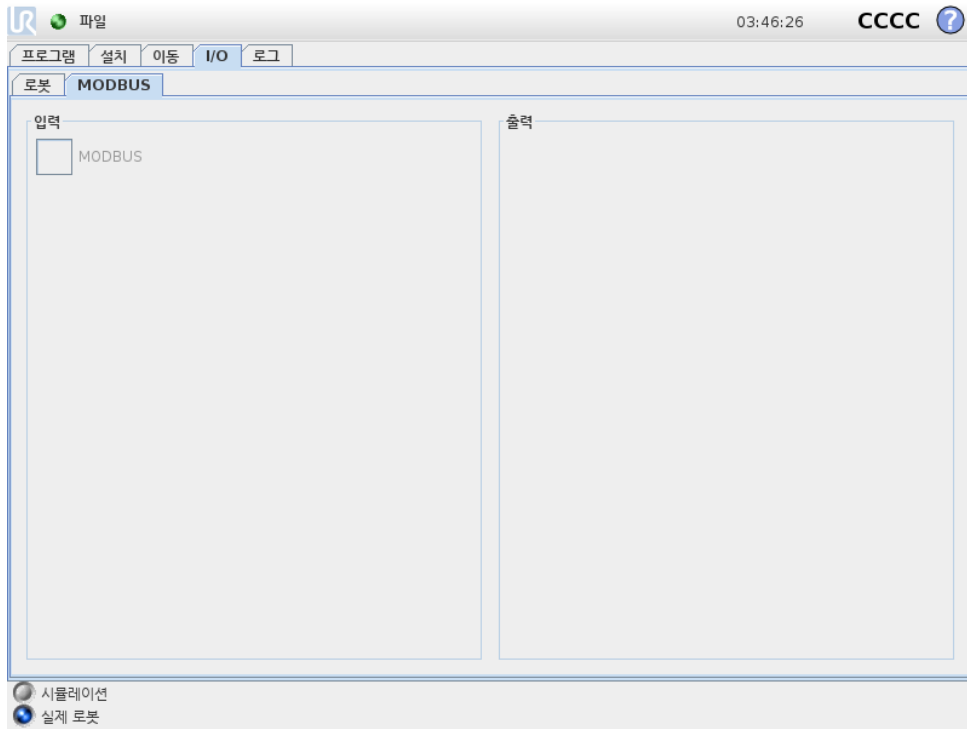 UR 파일 03:46:26 CCCC ?
프로그램 설치 이동 I/O 로그
로봇 MODBUS
입력 출력
MODBUS
시뮬레이션
실제 로봇